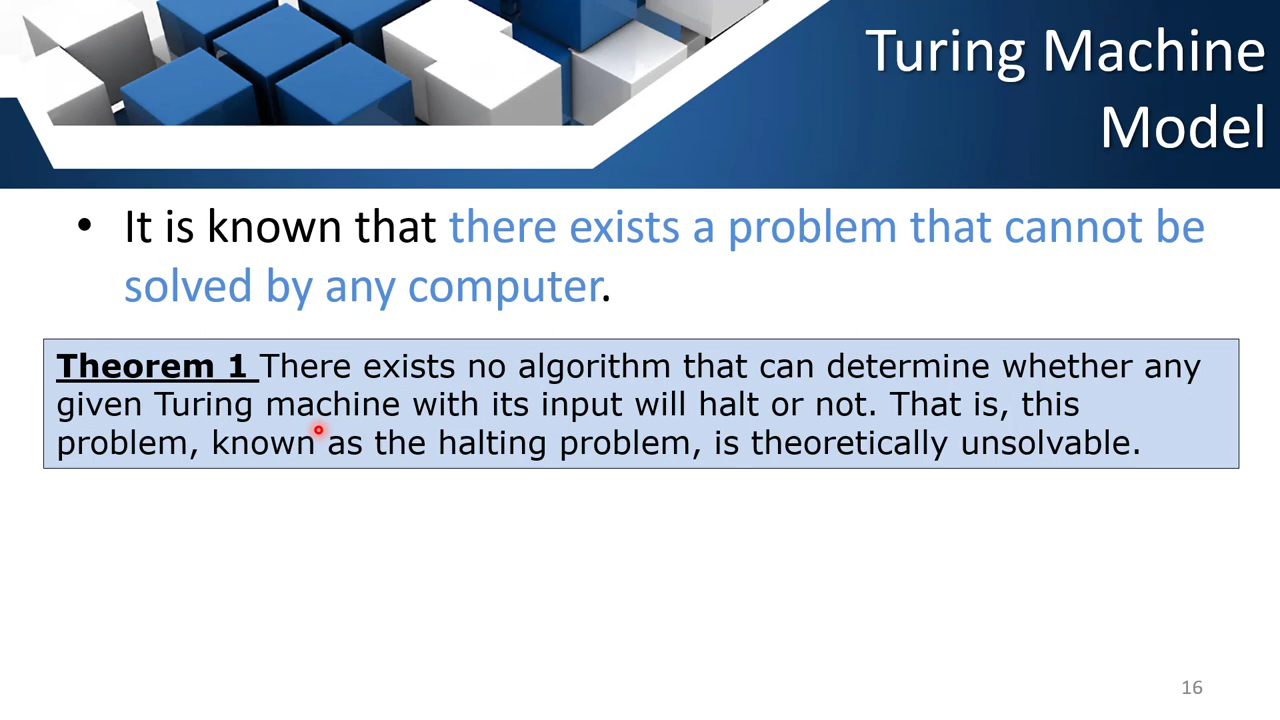 Turing Machine
Model
• It is known that there exists a problem that cannot be
solved by any computer.
Theorem 1 There exists no algorithm that can determine whether any
given Turing machine with its input will halt or not. That is, this
problem, known as the halting problem, is theoretically unsolvable.
16